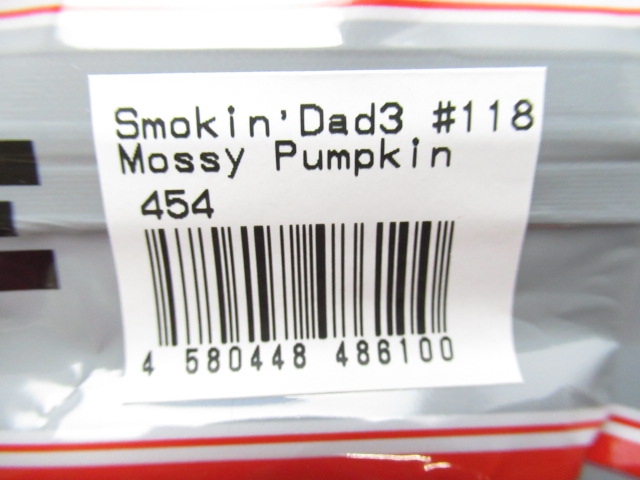 Smokin'Dad3 #118
Mossy Pumpkin
454
4 580448 486100